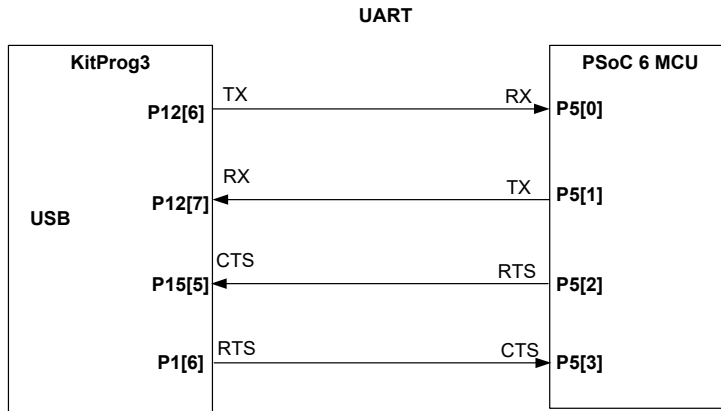 UART
KitProg3
PSoC 6 MCU
TX
RX
P12[6]
P5[0]
RX
TX
P12[7]
P5[1]
USB
CTS
RTS
P15[5]
P5[2]
RTS
CTS
P1[6]
P5[3]